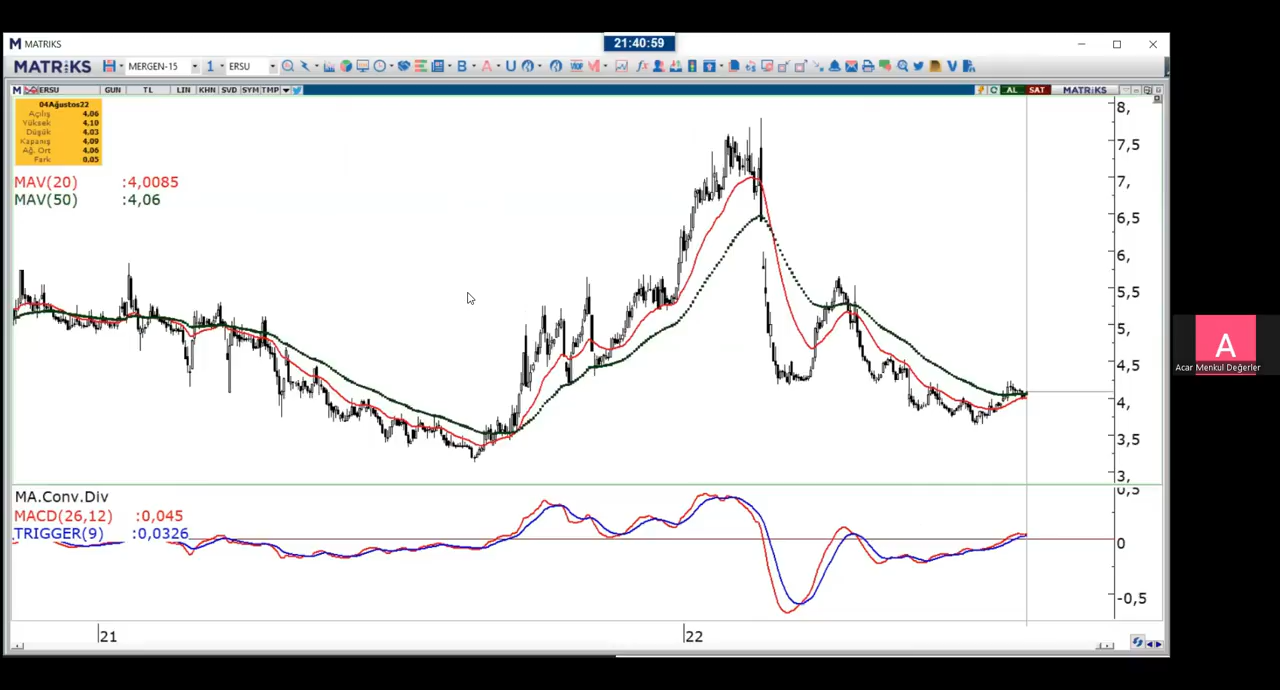 MATRIKS
21:40:59
MATRIKS MERGEN-15 1 ERSU
ERSU GUN TL LIN KHN SVD SYM TMP AL SAT MATRIKS
04Ağustos22
Açılış 4,06
Yüksek 4,10
Düşük 4,03
Kapanış 4,09
Ağ. Ort 4,06
Fark 0,05
MAV(20) :4,0085
MAV(50) :4,06
8,
7,5
7,
6,5
6,
5,5
5,
4,5
4,
3,5
3,
MA.Conv.Div
MACD(26,12) :0,045
TRIGGER(9) :0,0326
0,5
0
-0,5
21
22
A
Acar Menkul Değerler